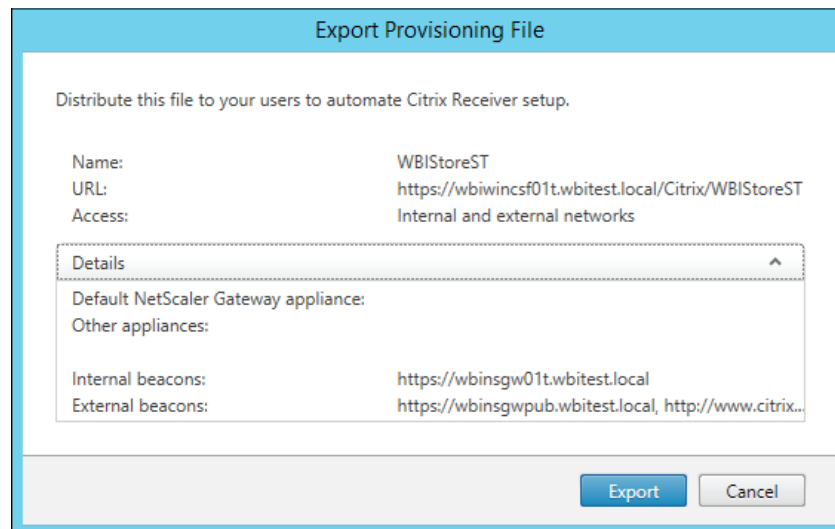 Export Provisioning File
Distribute this file to your users to automate Citrix Receiver setup.
Name: WBIStoreST
URL: https://wbiwincsf01t.wbitest.local/Citrix/WBIStoreST
Access: Internal and external networks
Details
Default NetScaler Gateway appliance:
Other appliances:
Internal beacons: https://wbinsgw01t.wbitest.local
External beacons: https://wbinsgwpub.wbitest.local, http://www.citrix...
Export Cancel